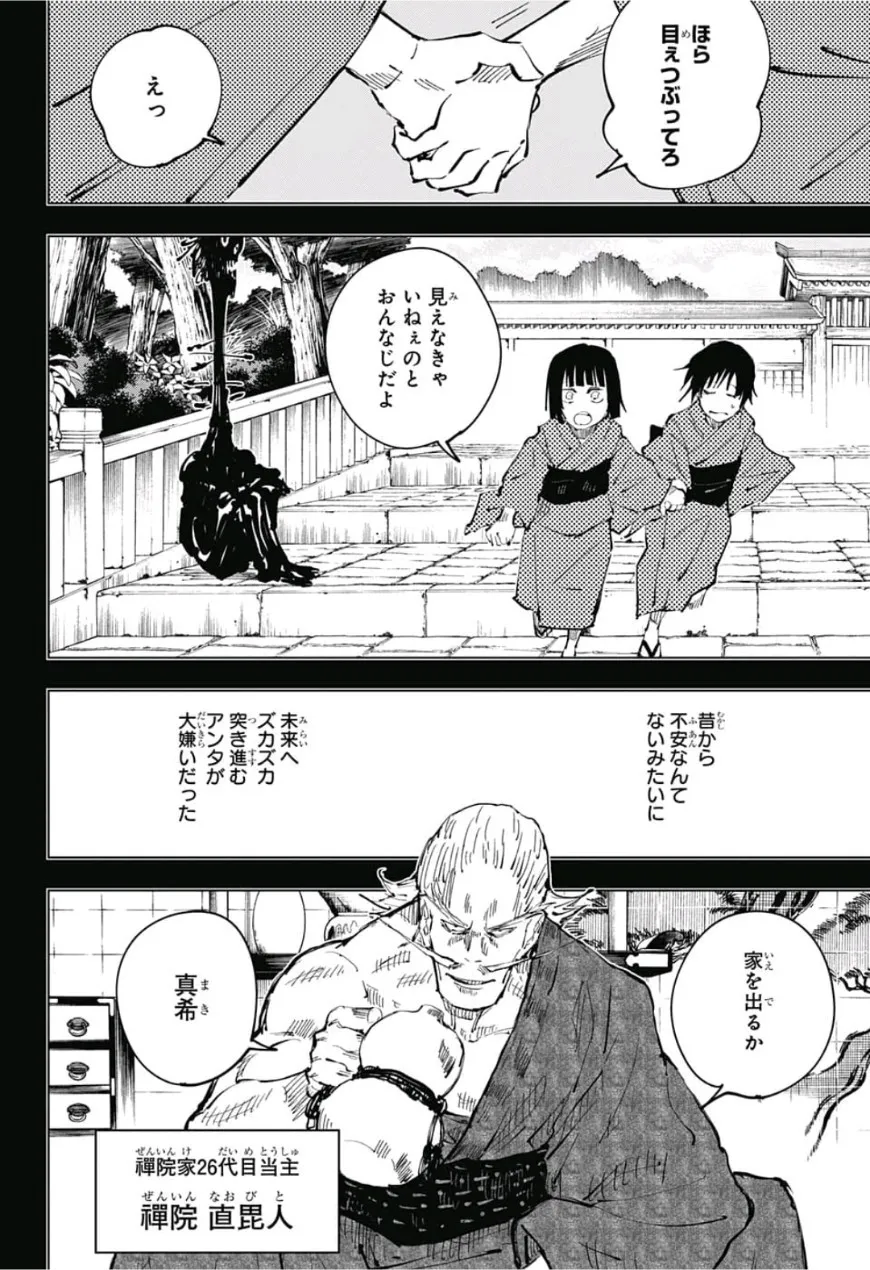 ほら
目ぇつぶってろ
えっ
見えなきゃ
いねぇのと
おんなじだよ
昔から
不安なんて
ないみたいに
未来へ
ズカズカ
突き進む
アンタが
大嫌いだった
家を出るか
真希
禪院家26代目当主
禪院 直毘人